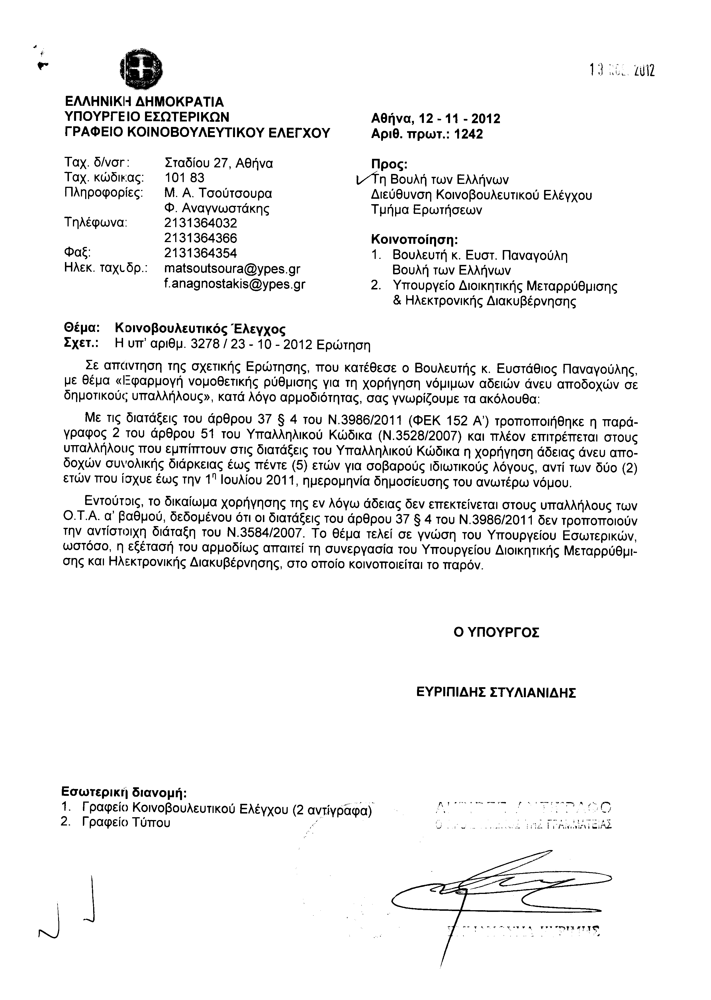 ΕΛΛΗΝΙΚΗ ΔΗΜΟΚΡΑΤΙΑ
ΥΠΟΥΡΓΕΙΟ ΕΣΩΤΕΡΙΚΩΝ
ΓΡΑΦΕΙΟ ΚΟΙΝΟΒΟΥΛΕΥΤΙΚΟΥ ΕΛΕΓΧΟΥ
2012
Αθήνα, 12 - 11 - 2012
Αριθ. πρωτ.: 1242
Ταχ. δ/νση: Σταδίου 27, Αθήνα
Ταχ. κώδικας: 101 83
Πληροφορίες: Μ. Α. Τσούτσουρα
Φ. Αναγνωστάκης
Τηλέφωνα: 2131364032
2131364366
Φαξ: 2131364354
Ηλεκ. ταχυδρ.: matsoutsoura@ypes.gr
f.anagnostakis@ypes.gr
Προς:
Τη Βουλή των Ελλήνων
Διεύθυνση Κοινοβουλευτικού Ελέγχου
Τμήμα Ερωτήσεων
Κοινοποίηση:
1. Βουλευτή κ. Ευστ. Παναγούλη
Βουλή των Ελλήνων
2. Υπουργείο Διοικητικής Μεταρρύθμισης
& Ηλεκτρονικής Διακυβέρνησης
Θέμα: Κοινοβουλευτικός Έλεγχος
Σχετ.: Η υπ’ αριθμ. 3278 / 23 - 10 - 2012 Ερώτηση
Σε απάντηση της σχετικής Ερώτησης, που κατέθεσε ο Βουλευτής κ. Ευστάθιος Παναγούλης,
με θέμα «Εφαρμογή νομοθετικής ρύθμισης για τη χορήγηση νόμιμων αδειών άνευ αποδοχών σε
δημοτικούς υπαλλήλους», κατά λόγο αρμοδιότητας, σας γνωρίζουμε τα ακόλουθα:
Με τις διατάξεις του άρθρου 37 § 4 του Ν.3986/2011 (ΦΕΚ 152 Α’) τροποποιήθηκε η παρά-
γραφος 2 του άρθρου 51 του Υπαλληλικού Κώδικα (Ν.3528/2007) και πλέον επιτρέπεται στους
υπαλλήλους που εμπίπτουν στις διατάξεις του Υπαλληλικού Κώδικα η χορήγηση άδειας άνευ απο-
δοχών συνολικής διάρκειας έως πέντε (5) ετών για σοβαρούς ιδιωτικούς λόγους, αντί των δύο (2)
ετών που ίσχυε έως την 1η Ιουλίου 2011, ημερομηνία δημοσίευσης του ανωτέρω νόμου.
Εντούτοις, το δικαίωμα χορήγησης της εν λόγω άδειας δεν επεκτείνεται στους υπαλλήλους των
Ο.Τ.Α. α’ βαθμού, δεδομένου ότι οι διατάξεις του άρθρου 37 § 4 του Ν.3986/2011 δεν τροποποιούν
την αντίστοιχη διάταξη του Ν.3584/2007. Το θέμα τελεί σε γνώση του Υπουργείου Εσωτερικών,
ωστόσο, η εξέτασή του αρμοδίως απαιτεί τη συνεργασία του Υπουργείου Διοικητικής Μεταρρύθμι-
σης και Ηλεκτρονικής Διακυβέρνησης, στο οποίο κοινοποιείται το παρόν.
Ο ΥΠΟΥΡΓΟΣ
ΕΥΡΙΠΙΔΗΣ ΣΤΥΛΙΑΝΙΔΗΣ
Εσωτερική διανομή:
1. Γραφείο Κοινοβουλευτικού Ελέγχου (2 αντίγραφα)
2. Γραφείο Τύπου
ΑΝΤΙΓΡΑΦΟ
ΤΗΣ ΓΡΑΜΜΑΤΕΙΑΣ